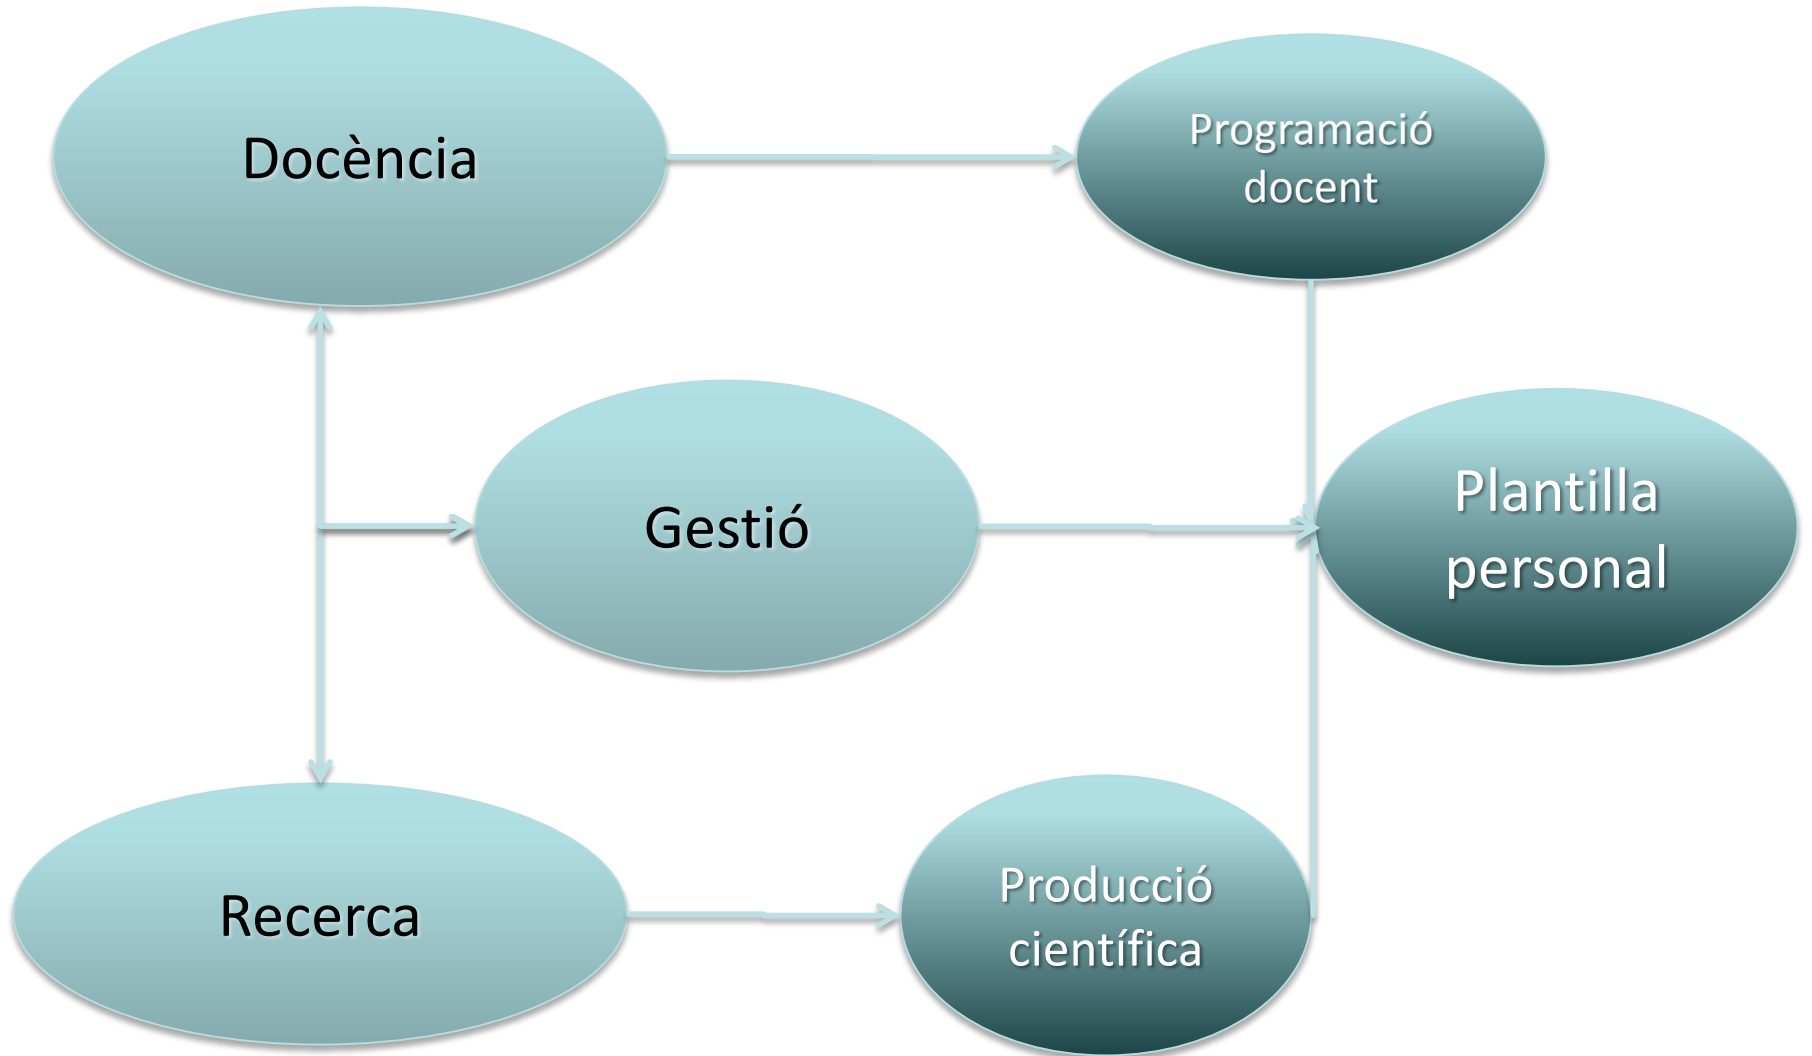 Docència
Programació
docent
Gestió
Plantilla
personal
Recerca
Producció
científica